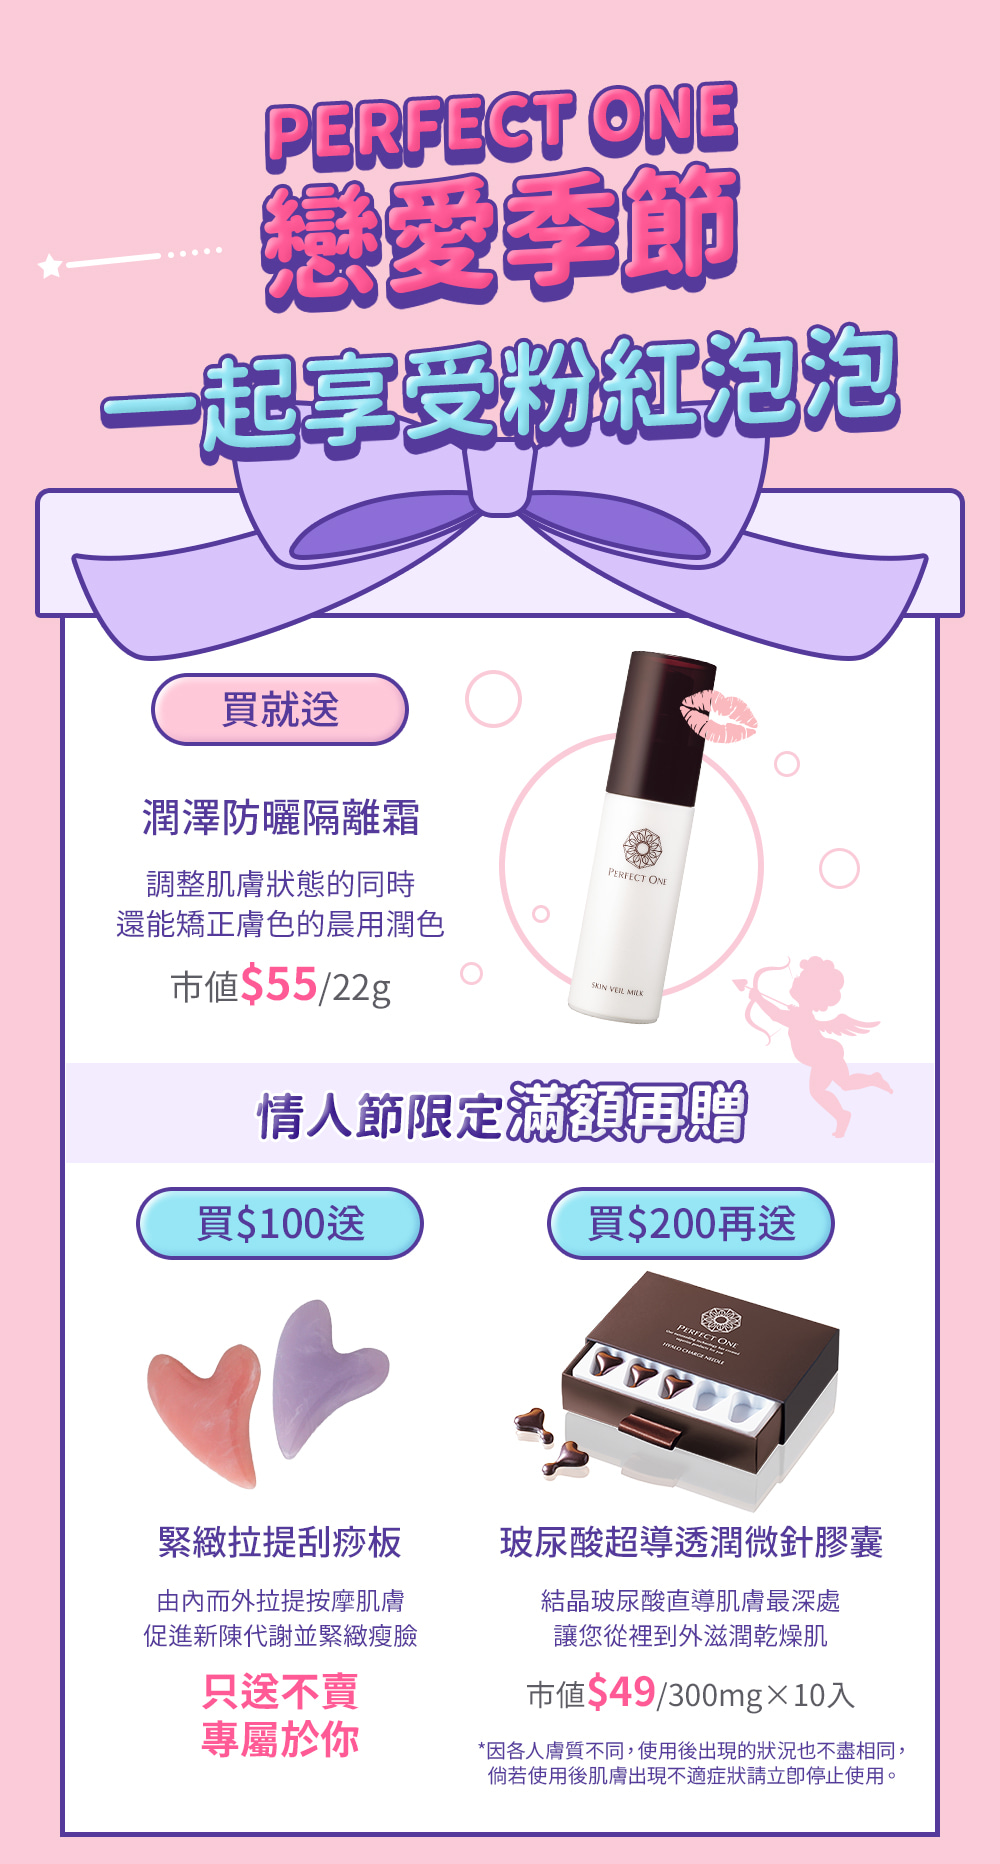 PERFECT ONE
戀愛季節
一起享受粉紅泡泡
買就送
潤澤防曬隔離霜
調整肌膚狀態的同時
還能矯正膚色的晨用潤色
市値$55/22g
PERFECT ONE
SKIN VEIL MILK
情人節限定滿額再贈
買$100送
買$200再送
PERFECT ONE
HYALO CHARGE NEEDLE
緊緻拉提刮痧板
由內而外拉提按摩肌膚
促進新陳代謝並緊緻瘦臉
只送不賣
專屬於你
玻尿酸超導透潤微針膠囊
結晶玻尿酸直導肌膚最深處
讓您從裡到外滋潤乾燥肌
市値$49/300mg×10入
*因各人膚質不同,使用後出現的狀況也不盡相同,
倘若使用後肌膚出現不適症狀請立即停止使用。